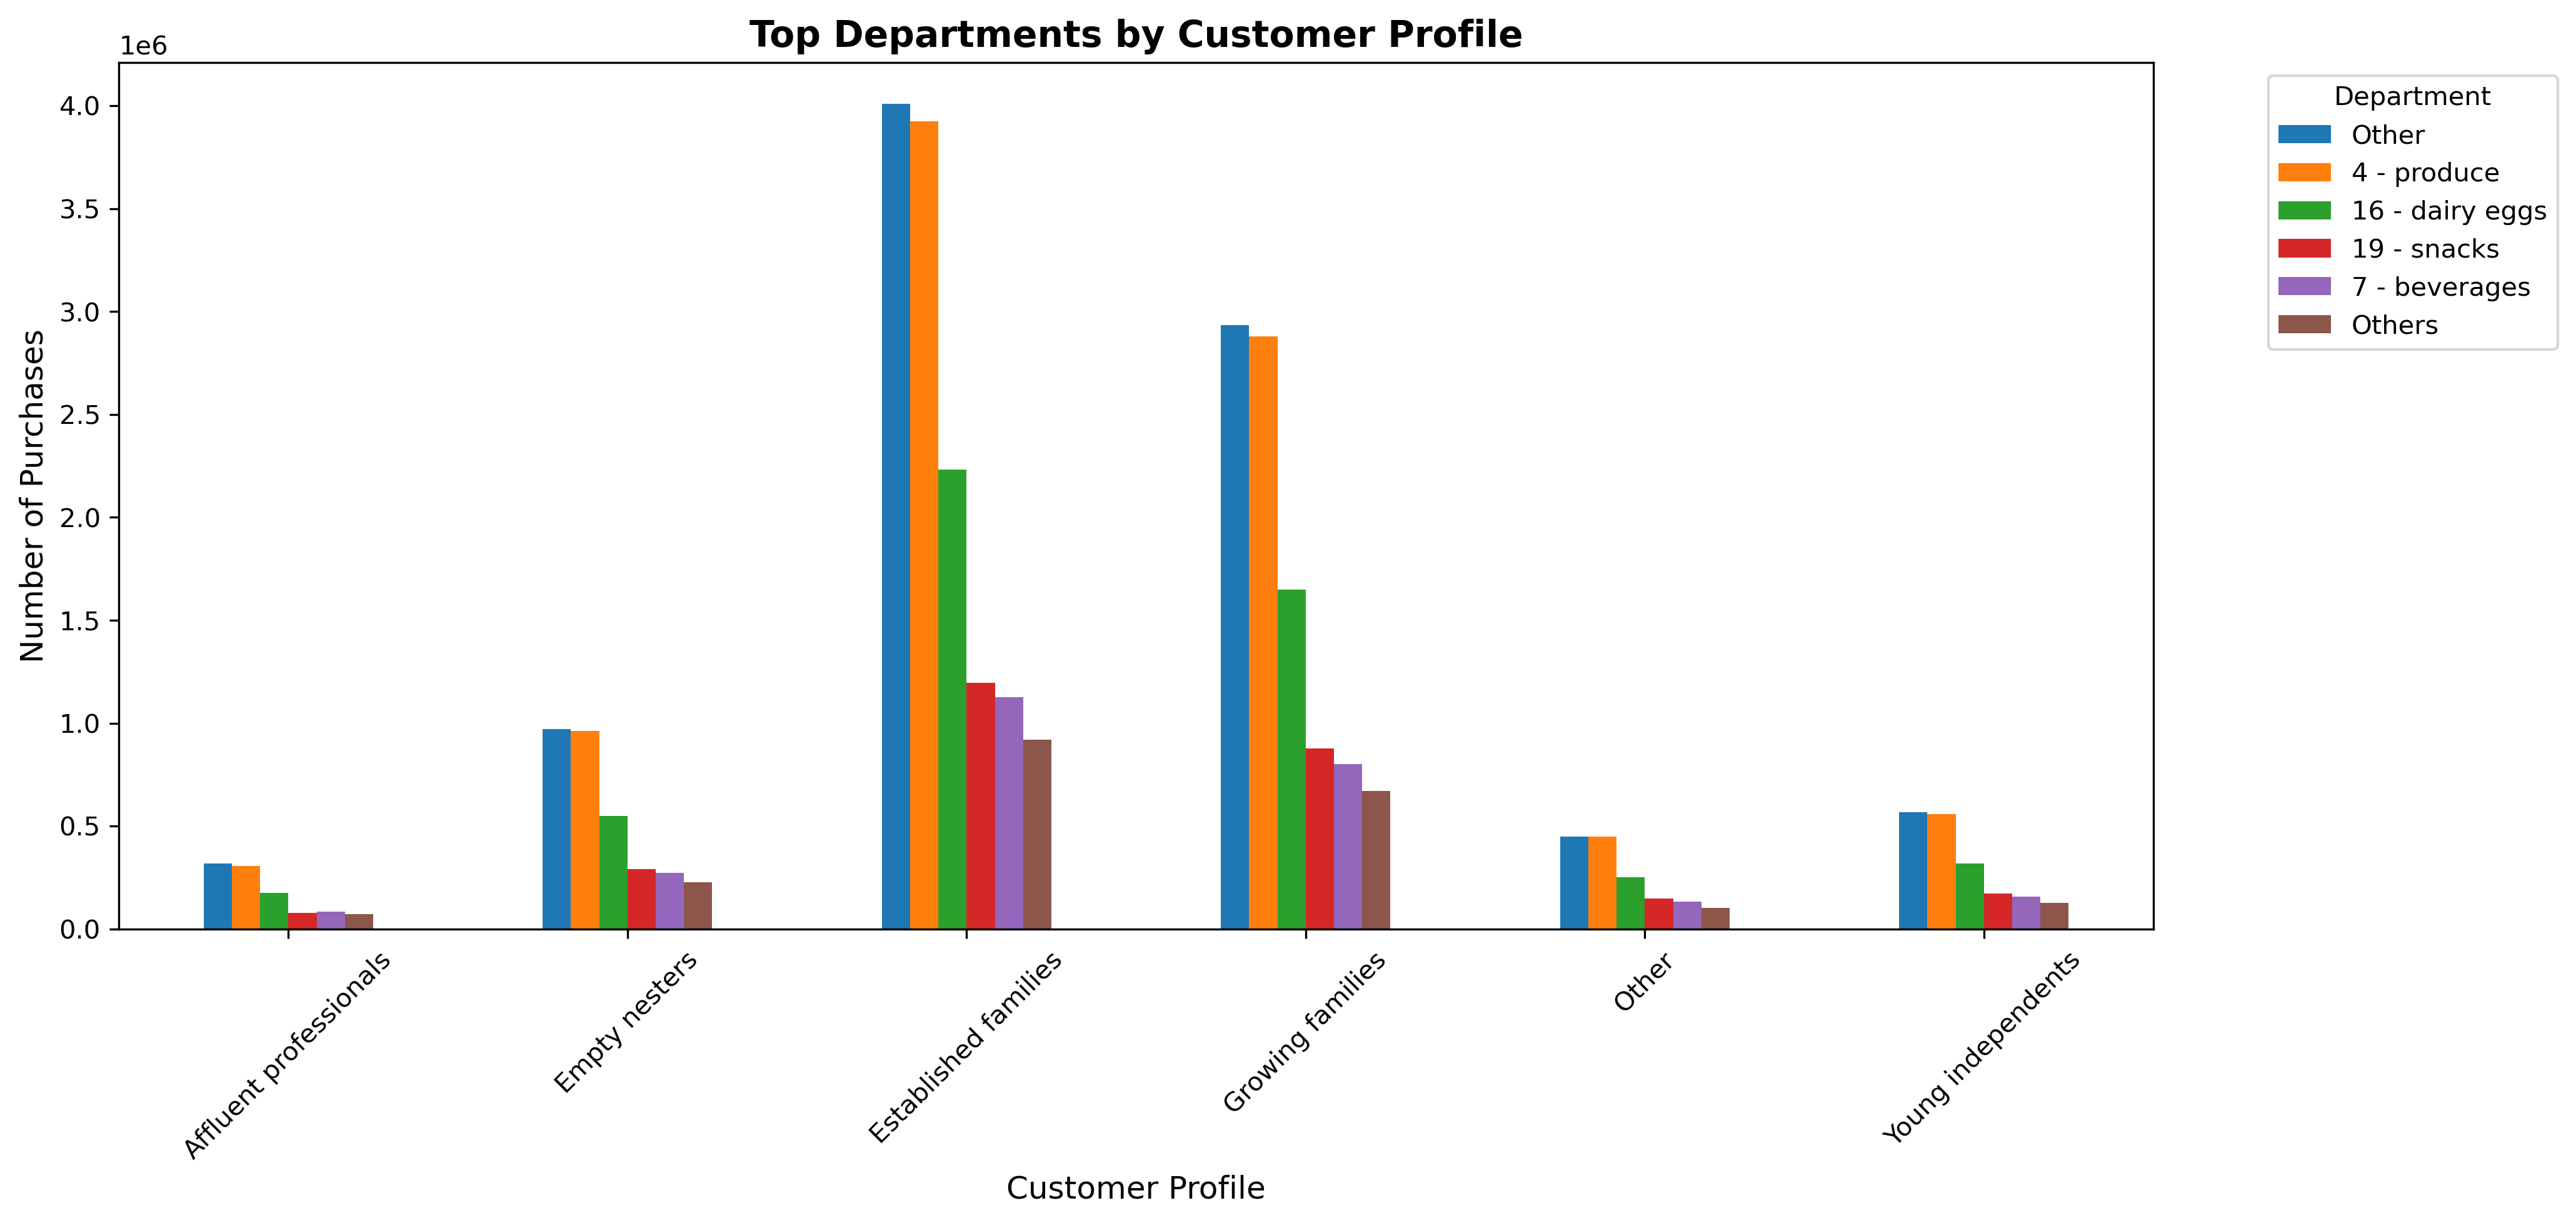 Top Departments by Customer Profile
1e6
4.0
3.5
3.0
2.5
2.0
1.5
1.0
0.5
0.0
Number of Purchases
Affluent professionals
Empty nesters
Established families
Growing families
Other
Young independents
Customer Profile
Department
Other
4 - produce
16 - dairy eggs
19 - snacks
7 - beverages
Others